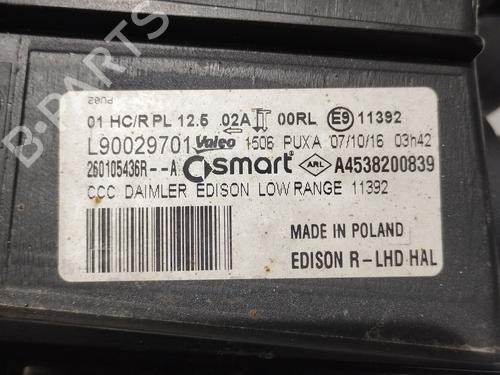 B-PARTS
PU02
01 HC/R PL 12.5 .02A 00RL E9 11392
L90029701 Valeo 1506 PUXA 07/10/16 03h42
260105436R--A smart ARL A4538200839
CCC DAIMLER EDISON LOW RANGE 11392
MADE IN POLAND
EDISON R-LHD HAL